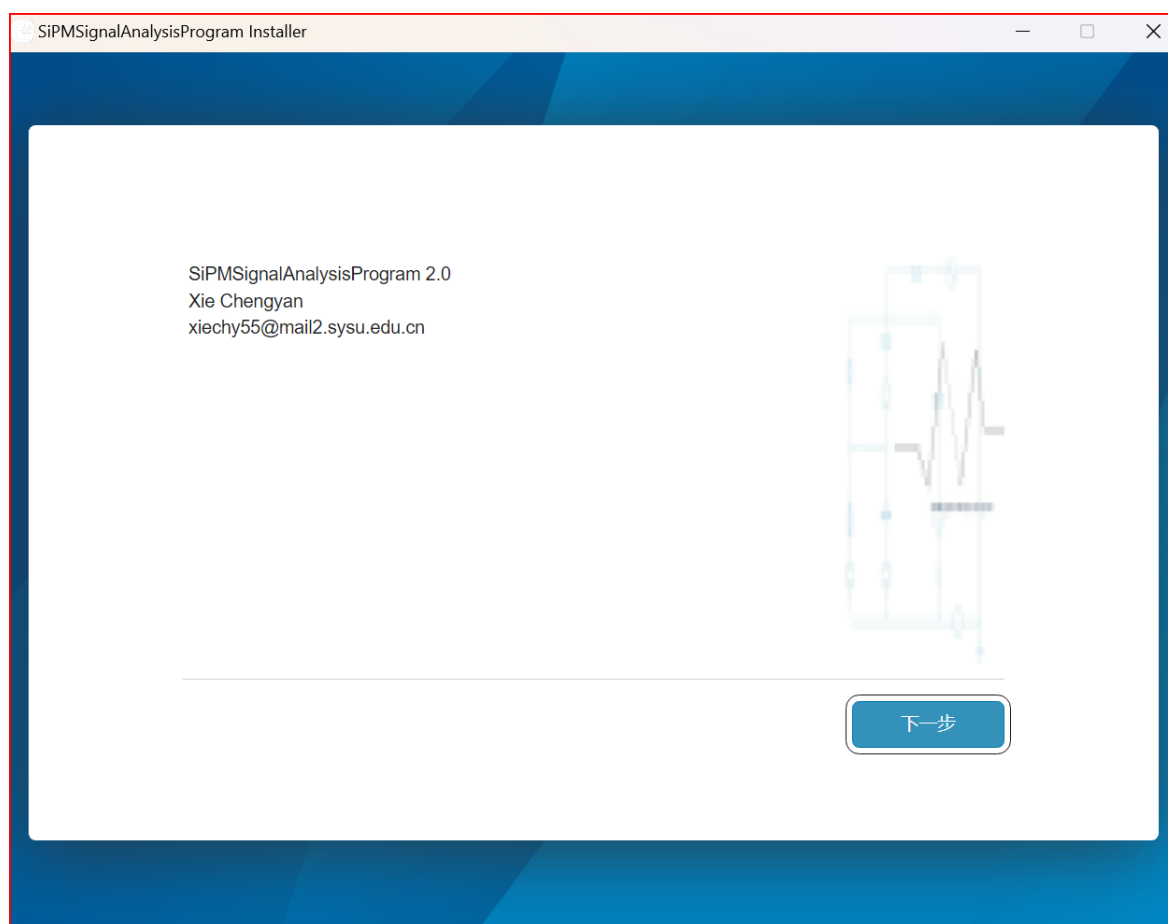 SiPMSignalAnalysisProgram Installer
SiPMSignalAnalysisProgram 2.0
Xie Chengyan
xiechy55@mail2.sysu.edu.cn
下一步